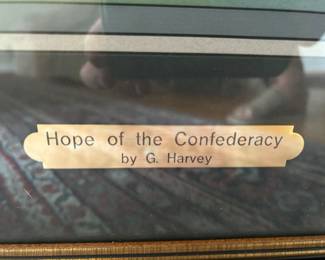 Hope of the Confederacy
by G. Harvey